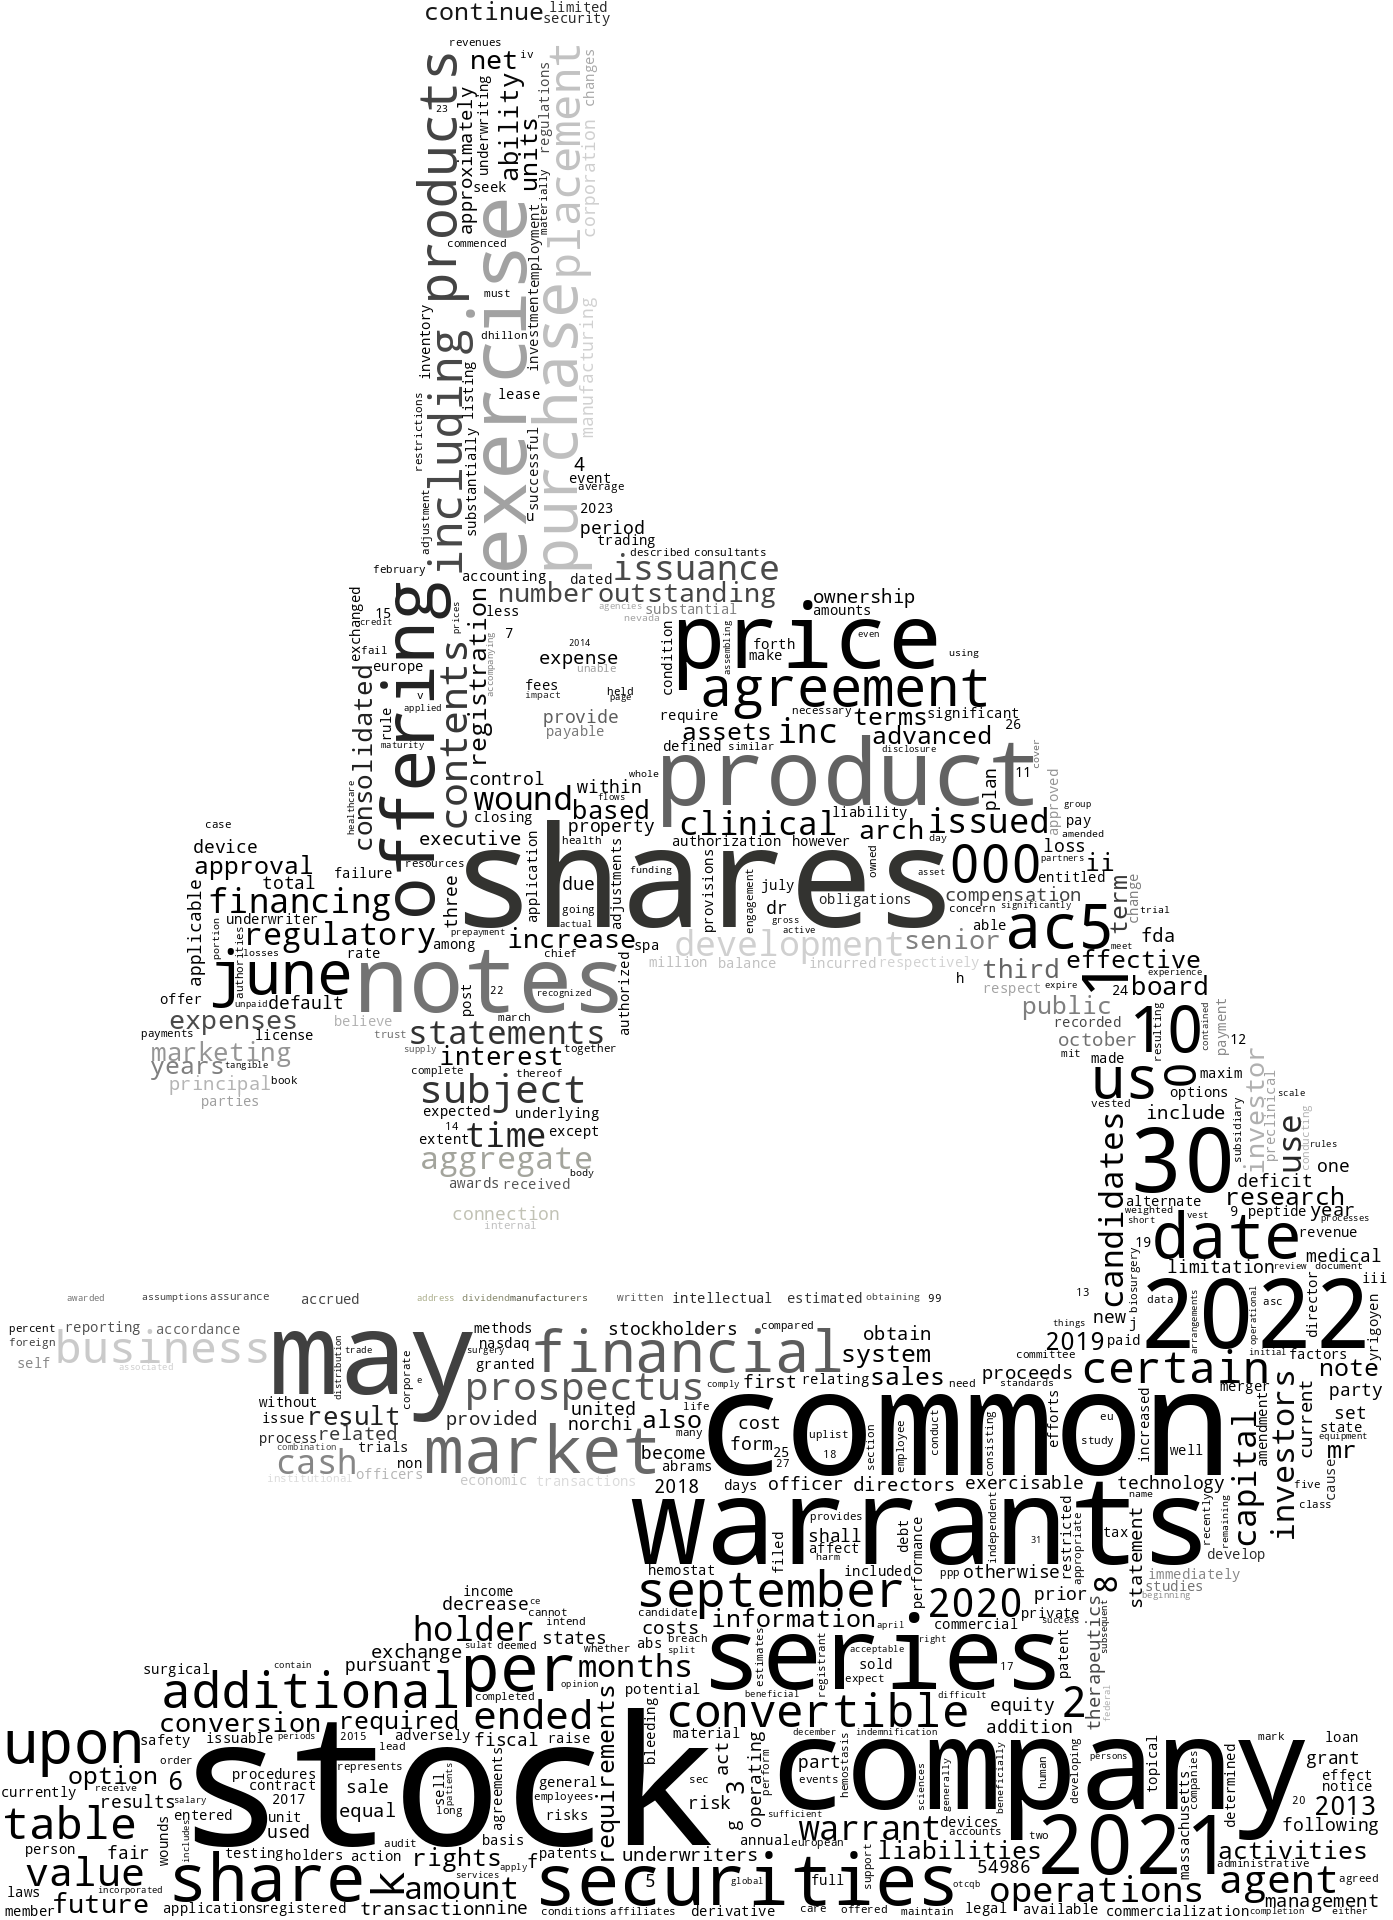 continue
limited
security
revenues
net
iv
products
23
approximately
underwriting
ability
units
regulations
placement
changes
corporation
seek
materially
commenced
exercise
employment
investment
must
dhillon
purchase
manufacturing
inventory
including
listing
lease
restrictions
substantially
successful
u
4
event
average
2023
period
trading
adjustment
described
consultants
issuance
february
accounting
dated
number
outstanding
agencies
substantial
nevada
ownership
amounts
price
even
using
offering
exchanged
15
credit
fail
europe
v
applied
rule
maturity
prices
contents
registration
accompanying
less
7
2014
expense
unable
fees
impact
held
page
provide
payable
condition
assembling
forth
make
agreement
require
necessary
terms
significant
26
assets
inc
advanced
defined
similar
disclosure
cover
product
11
plan
approved
consolidated
healthcare
control
within
whole
wound
based
flows
closing
property
clinical
liability
arch
issued
group
pay
amended
executive
health
authorization
however
day
loss
case
device
approval
total
failure
resources
financing
applicable
underwriter
three
application
shares
due
going
actual
adjustments
funding
provisions
engagement
july
dr
gross
active
owned
obligations
asset
000
partners
ii
entitled
compensation
concern
significantly
term
change
portion
authorities
regulatory
losses
rate
among
prepayment
increase
chief
spa
development
senior
able
ac5
trial
meet
fda
june
notes
million
balance
incurred
respectively
third
effective
experience
offer
unpaid
default
post
22
recognized
authorized
h
respect
expire
1
24
board
expenses
believe
march
public
payments
license
trust
statements
recorded
10
resulting
contained
payment
12
marketing
supply
interest
together
october
years
tangible
complete
thereof
mit
made
us
0
maxim
investor
principal
book
subject
options
preclinical
scale
parties
expected
underlying
vested
include
subsidiary
conducting
14
time
except
extent
candidates
30
use
rules
aggregate
body
one
awards
received
deficit
alternate
research
connection
internal
weighted
short
vest
9
peptide
year
processes
19
date
revenue
biosurgery
limitation
review
document
medical
iii
awarded
assumptions
assurance
accrued
address
dividend
manufacturers
written
intellectual
estimated
obtaining
99
13
data
2022
arrangements
operational
asc
director
yrigoyen
percent
reporting
accordance
foreign
business
self
associated
may
distribution
trade
corporate
e
methods
nasdaq
surgery
granted
financial
stockholders
compared
obtain
system
things
new
j
2019
paid
initial
factors
committee
prospectus
comply
first
relating
sales
need
proceeds
standards
certain
merger
note
party
without
issue
result
process
related
provided
united
norchi
life
also
many
common
cost
form
25
27
uplist
18
section
employee
conduct
consisting
efforts
eu
study
increased
well
capital
amendment
investors
current
set
state
equipment
mr
combination
trials
cash
non
institutional
officers
market
economic
transactions
become
abrams
2018
days
officer
directors
exercisable
technology
cause
five
class
warrants
provides
shall
affect
harm
filed
debt
performance
independent
31
restricted
appropriate
name
tax
statement
recently
remaining
develop
immediately
studies
beginning
hemostat
included
ppp
otherwise
8
september
2020
prior
income
decrease
ce
cannot
holder
intend
states
candidate
costs
information
april
commercial
private
success
therapeutics
subsequent
federal
exchange
sulat
deemed
whether
abs
breach
split
series
estimates
registrant
acceptable
right
sold
expect
17
patent
surgical
contain
pursuant
per
months
opinion
additional
completed
potential
beneficial
difficult
equity
2
conversion
required
ended
requirements
bleeding
convertible
addition
upon
safety
issuable
periods
2015
adversely
fiscal
raise
material
december
indemnification
mark
loan
order
lead
stock
act
operating
perform
part
events
hemostasis
company
human
developing
persons
topical
companies
massachusetts
determined
grant
effect
notice
option
6
procedures
represents
contract
sale
sell
patients
long
agreements
general
employees
sec
risk
g
3
sciences
generally
beneficially
currently
receive
results
salary
2017
equal
risks
sufficient
20
2013
table
entered
unit
used
audit
basis
annual
european
warrant
devices
accounts
two
2021
following
person
fair
wounds
includes
testing
holders
action
rights
apply
f
patents
underwriters
liabilities
activities
value
share
k
services
5
global
full
support
otcqb
54986
administrative
agent
agreed
laws
incorporated
amount
securities
operations
management
member
future
applications
registered
transaction
nine
conditions
affiliates
derivative
care
offered
maintain
legal
available
commercialization
completion
either